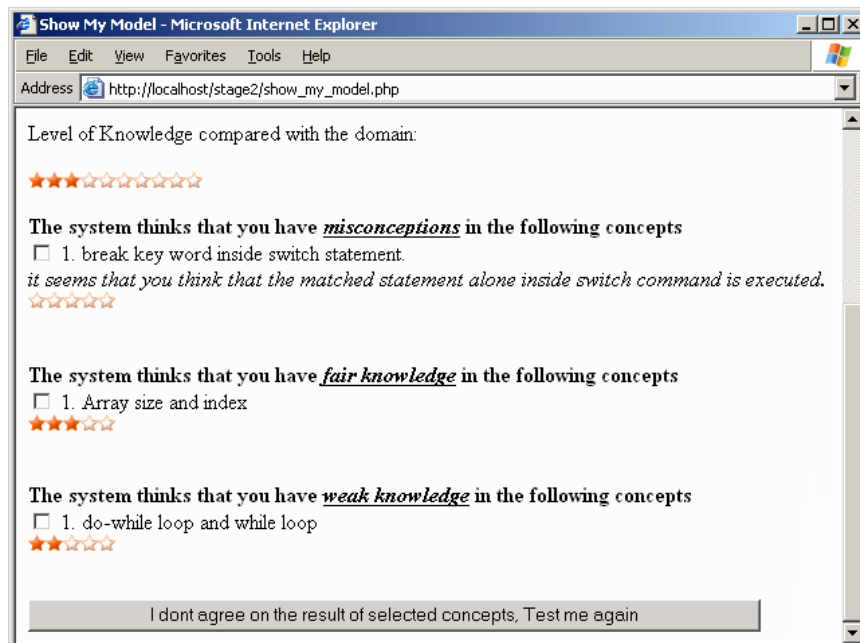 Show My Model - Microsoft Internet Explorer
File Edit View Favorites Tools Help
Address http://localhost/stage2/show_my_model.php
Level of Knowledge compared with the domain:
The system thinks that you have misconceptions in the following concepts
1. break key word inside switch statement.
it seems that you think that the matched statement alone inside switch command is executed.
The system thinks that you have fair knowledge in the following concepts
1. Array size and index
The system thinks that you have weak knowledge in the following concepts
1. do-while loop and while loop
I dont agree on the result of selected concepts, Test me again